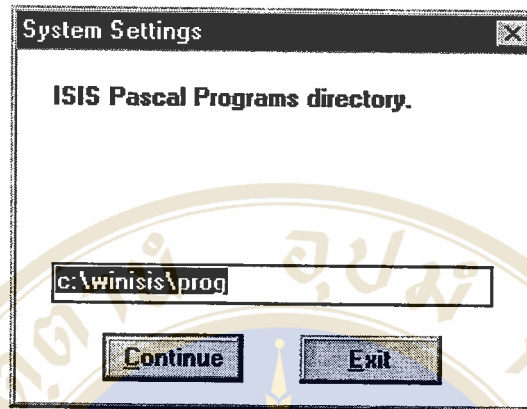 System Settings
ISIS Pascal Programs directory.
c:\winisis\prog
Continue
Exit